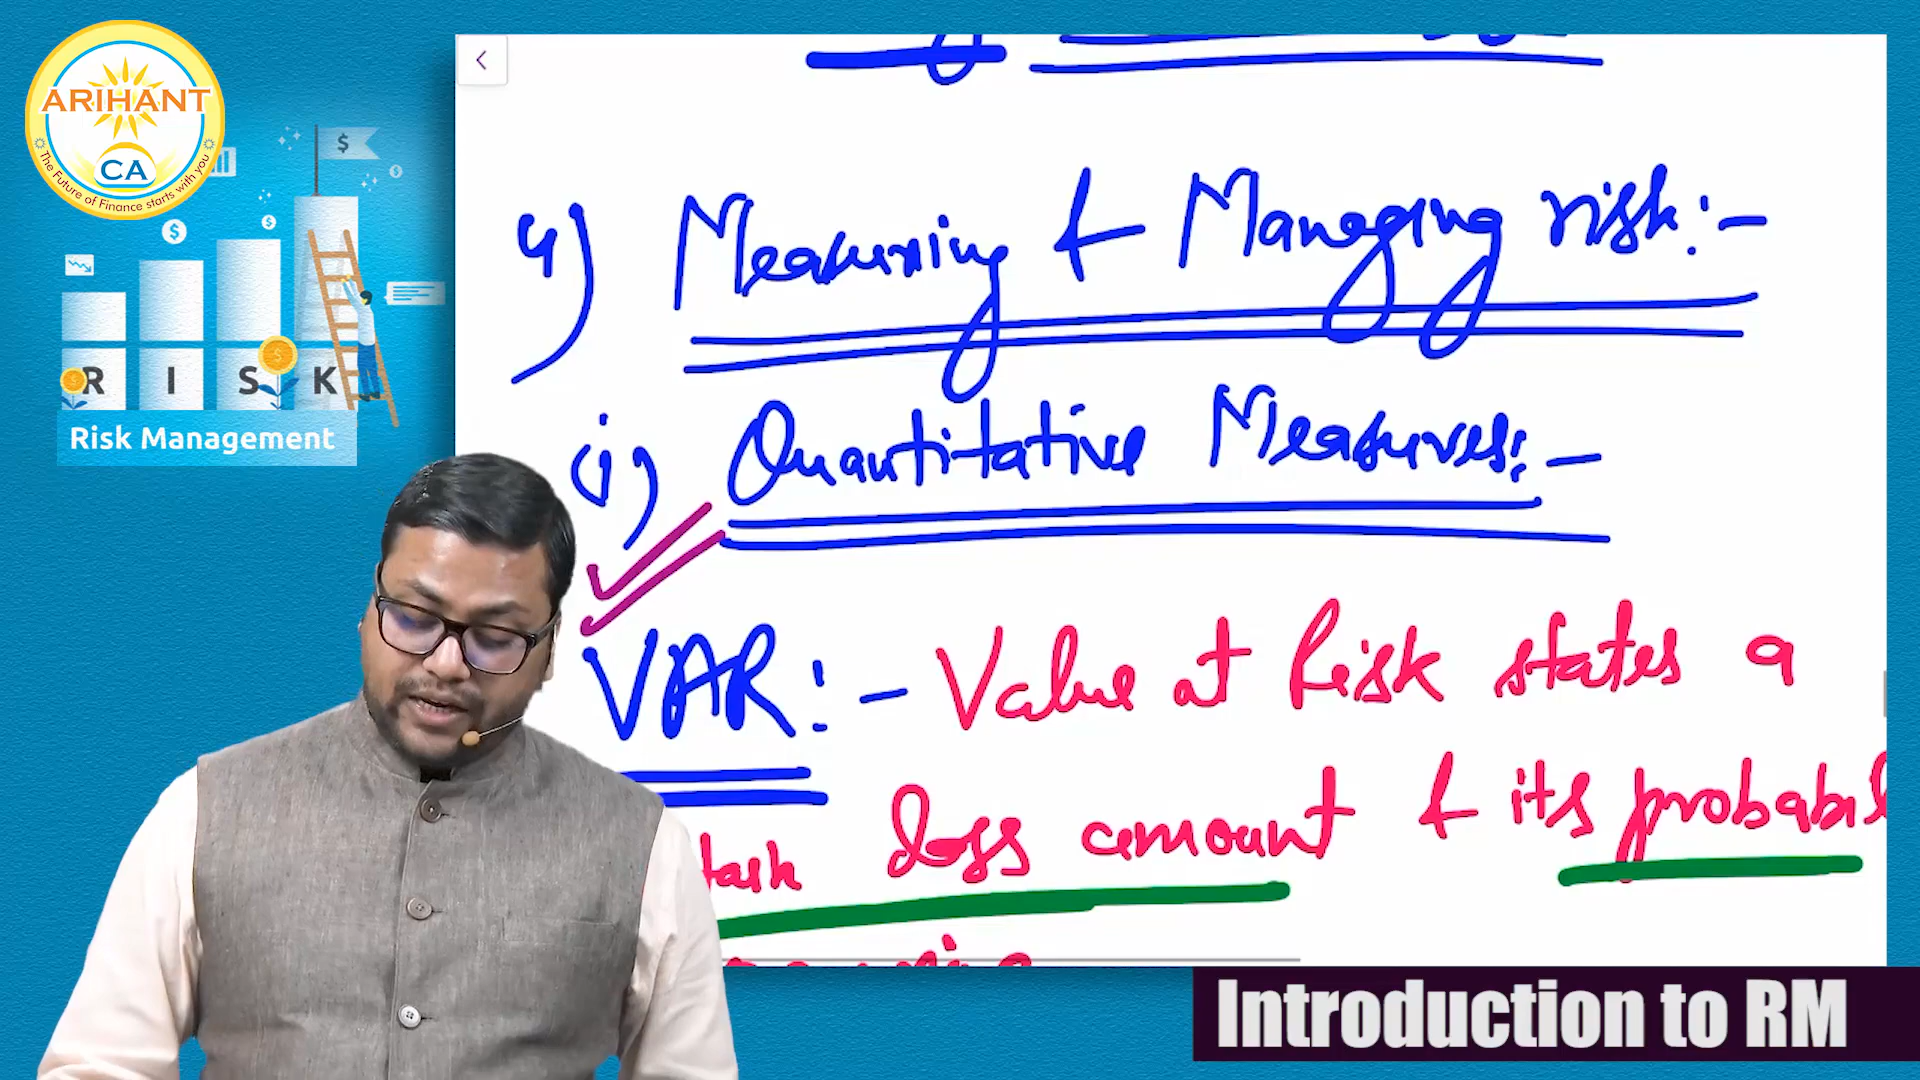 ARIHANT
CA
The Future of Finance starts with you
R I S K
Risk Management
4) Measuring & Managing risk:-
(i) Quantitative Measures:-
VAR:- Value at Risk states a
loss amount & its probabil
Introduction to RM